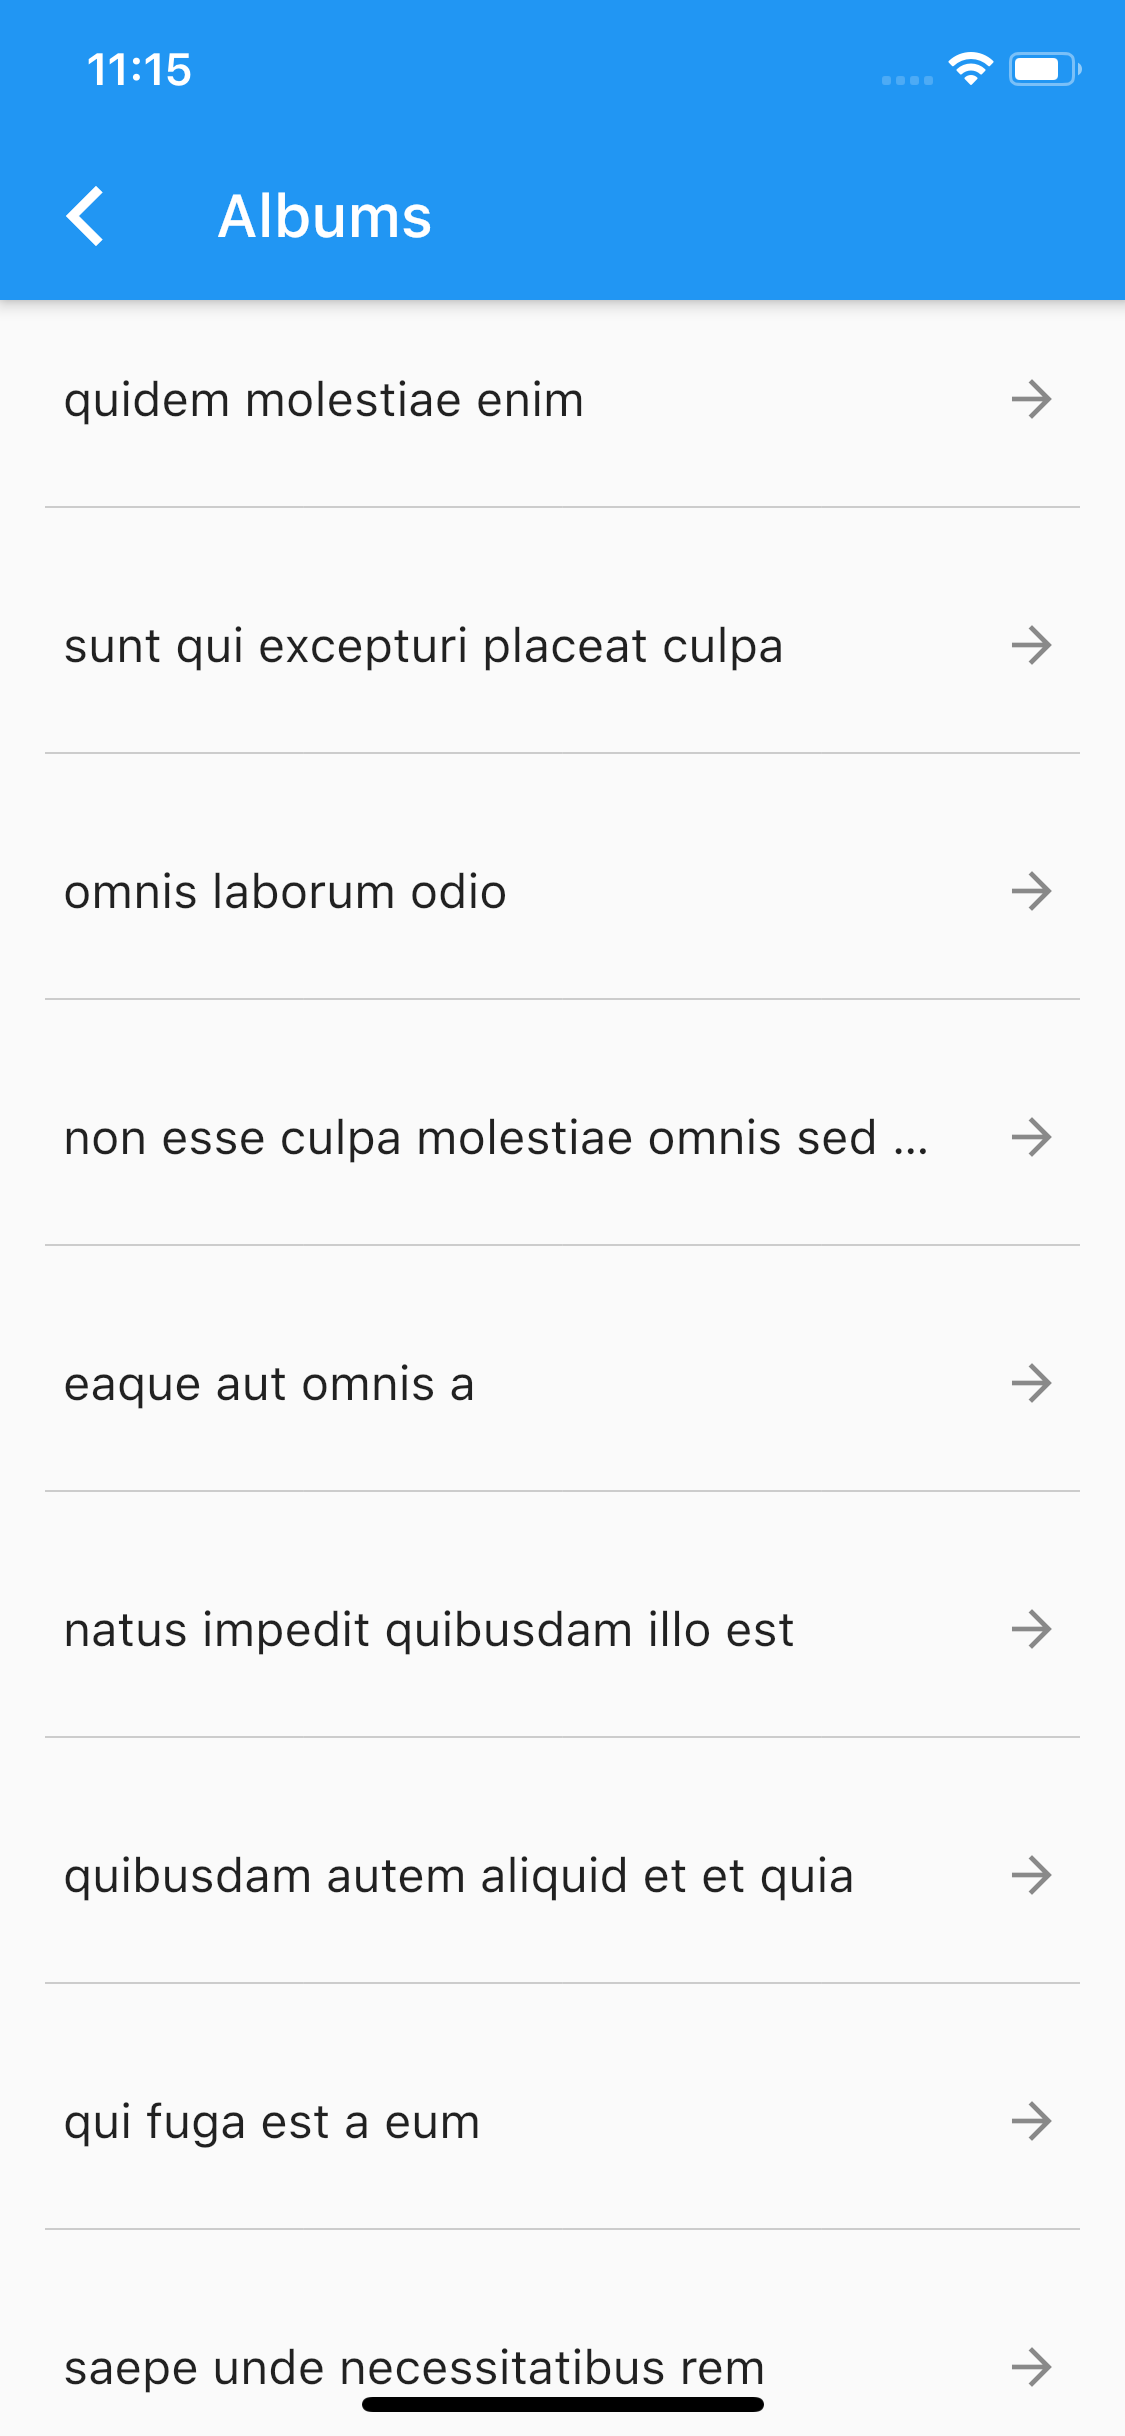 11:15
Albums
quidem molestiae enim
sunt qui excepturi placeat culpa
omnis laborum odio
non esse culpa molestiae omnis sed ...
eaque aut omnis a
natus impedit quibusdam illo est
quibusdam autem aliquid et et quia
qui fuga est a eum
saepe unde necessitatibus rem